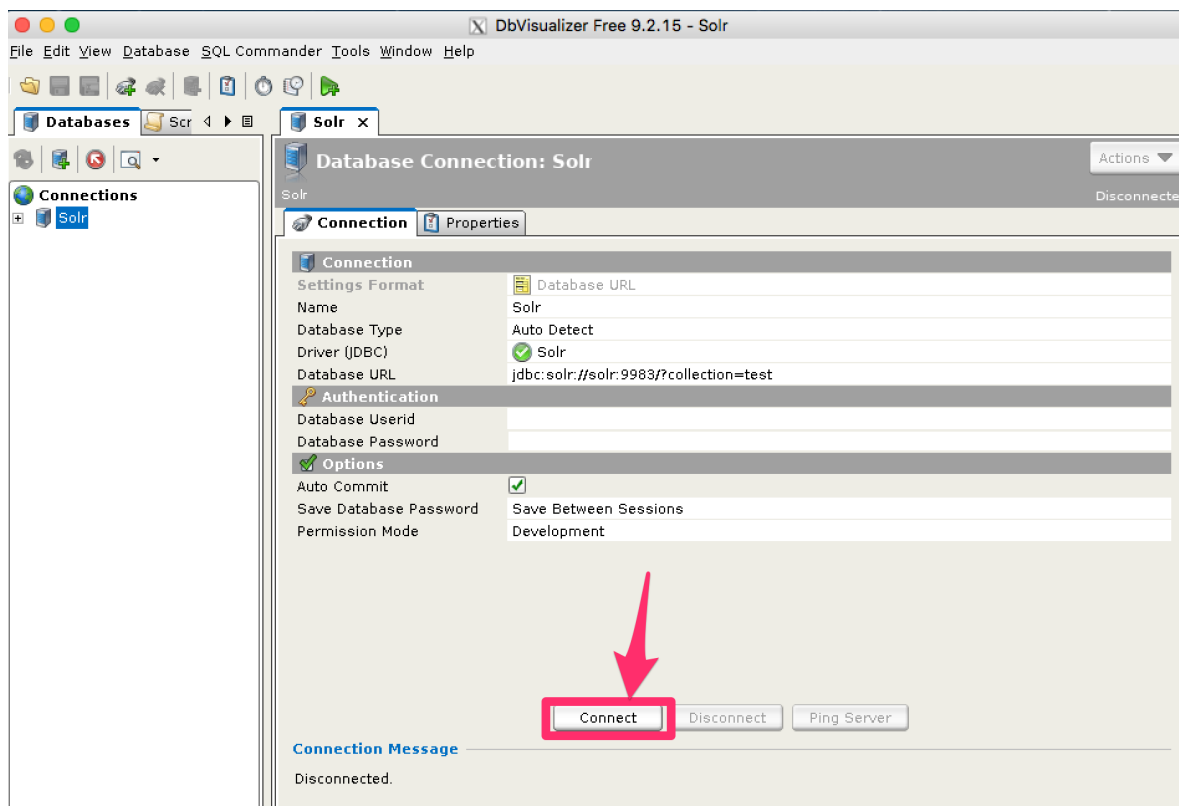 DbVisualizer Free 9.2.15 - Solr
File Edit View Database SQL Commander Tools Window Help
Databases Scr Solr
Database Connection: Solr Actions
Solr Disconnecte
Connections
Solr
Connection Properties
Connection
Settings Format Database URL
Name Solr
Database Type Auto Detect
Driver (JDBC) Solr
Database URL jdbc:solr://solr:9983/?collection=test
Authentication
Database Userid
Database Password
Options
Auto Commit
Save Database Password Save Between Sessions
Permission Mode Development
Connect Disconnect Ping Server
Connection Message
Disconnected.